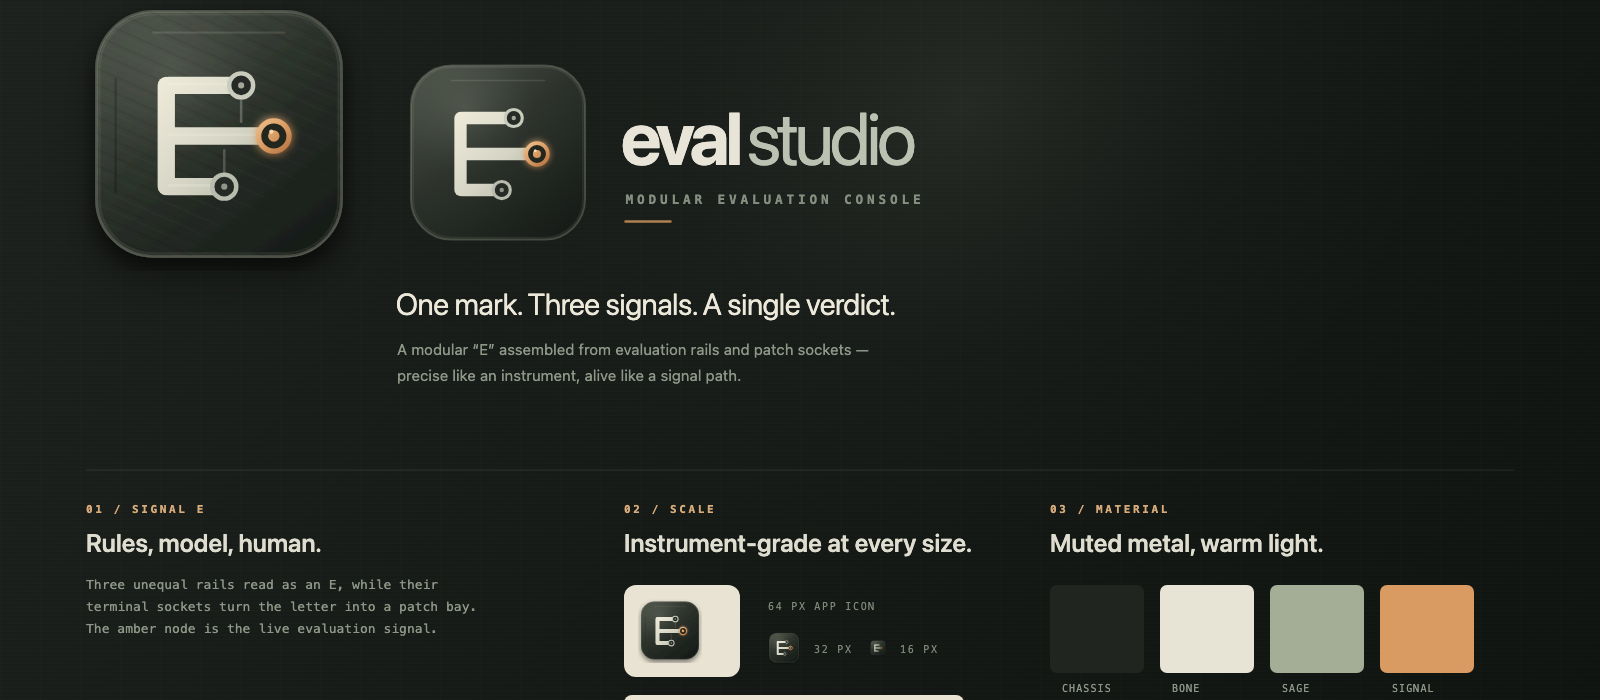 evalstudio
MODULAR EVALUATION CONSOLE
One mark. Three signals. A single verdict.
A modular “E” assembled from evaluation rails and patch sockets —
precise like an instrument, alive like a signal path.
01 / SIGNAL E
Rules, model, human.
Three unequal rails read as an E, while their
terminal sockets turn the letter into a patch bay.
The amber node is the live evaluation signal.
02 / SCALE
Instrument-grade at every size.
64 PX APP ICON
32 PX
16 PX
03 / MATERIAL
Muted metal, warm light.
CHASSIS
BONE
SAGE
SIGNAL